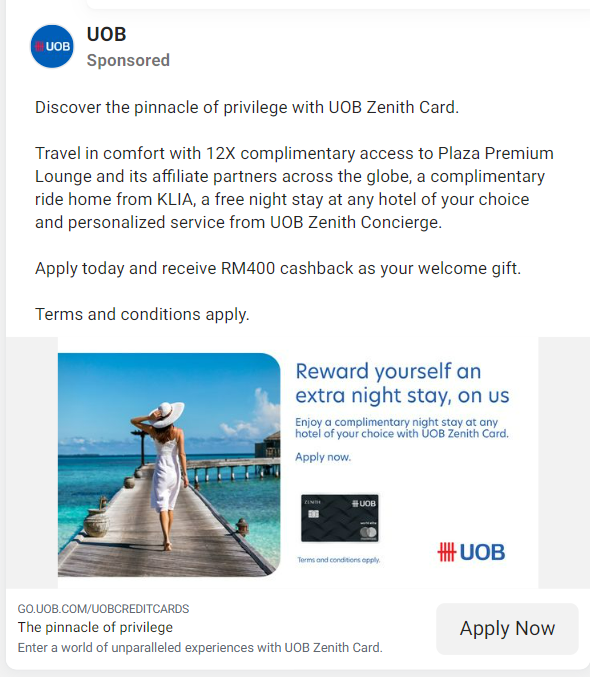 UOB
UOB
Sponsored
Discover the pinnacle of privilege with UOB Zenith Card.
Travel in comfort with 12X complimentary access to Plaza Premium
Lounge and its affiliate partners across the globe, a complimentary
ride home from KLIA, a free night stay at any hotel of your choice
and personalized service from UOB Zenith Concierge.
Apply today and receive RM400 cashback as your welcome gift.
Terms and conditions apply.
Reward yourself an
extra night stay, on us
Enjoy a complimentary night stay at any
hotel of your choice with UOB Zenith Card.
Apply now.
ZENITH
UOB
Terms and conditions apply.
UOB
GO.UOB.COM/UOBCREDITCARDS
The pinnacle of privilege
Enter a world of unparalleled experiences with UOB Zenith Card.
Apply Now